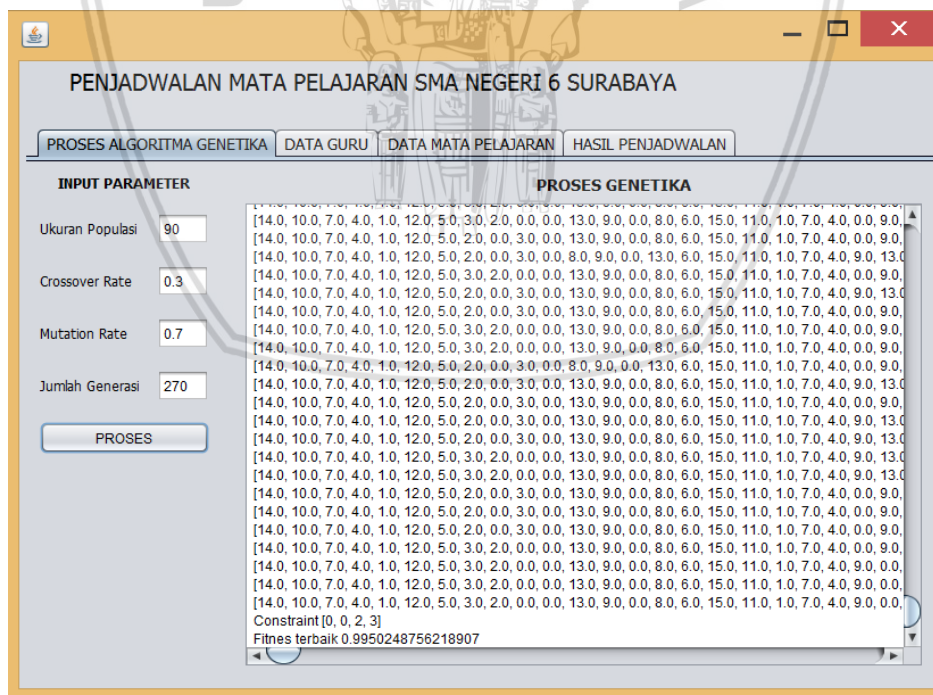 PENJADWALAN MATA PELAJARAN SMA NEGERI 6 SURABAYA
PROSES ALGORITMA GENETIKA DATA GURU DATA MATA PELAJARAN HASIL PENJADWALAN
INPUT PARAMETER
Ukuran Populasi 90
Crossover Rate 0.3
Mutation Rate 0.7
Jumlah Generasi 270
PROSES
PROSES GENETIKA
[14.0, 10.0, 7.0, 4.0, 1.0, 12.0, 5.0, 3.0, 2.0, 0.0, 0.0, 13.0, 9.0, 0.0, 8.0, 6.0, 15.0, 11.0, 1.0, 7.0, 4.0, 0.0, 9.0,
[14.0, 10.0, 7.0, 4.0, 1.0, 12.0, 5.0, 2.0, 0.0, 3.0, 0.0, 13.0, 9.0, 0.0, 8.0, 6.0, 15.0, 11.0, 1.0, 7.0, 4.0, 0.0, 9.0,
[14.0, 10.0, 7.0, 4.0, 1.0, 12.0, 5.0, 2.0, 0.0, 3.0, 0.0, 8.0, 9.0, 0.0, 13.0, 6.0, 15.0, 11.0, 1.0, 7.0, 4.0, 9.0, 13.0
[14.0, 10.0, 7.0, 4.0, 1.0, 12.0, 5.0, 3.0, 2.0, 0.0, 0.0, 13.0, 9.0, 0.0, 8.0, 6.0, 15.0, 11.0, 1.0, 7.0, 4.0, 0.0, 9.0,
[14.0, 10.0, 7.0, 4.0, 1.0, 12.0, 5.0, 2.0, 0.0, 3.0, 0.0, 13.0, 9.0, 0.0, 8.0, 6.0, 15.0, 11.0, 1.0, 7.0, 4.0, 9.0, 13.0
[14.0, 10.0, 7.0, 4.0, 1.0, 12.0, 5.0, 2.0, 0.0, 3.0, 0.0, 13.0, 9.0, 0.0, 8.0, 6.0, 15.0, 11.0, 1.0, 7.0, 4.0, 0.0, 9.0,
[14.0, 10.0, 7.0, 4.0, 1.0, 12.0, 5.0, 3.0, 2.0, 0.0, 0.0, 13.0, 9.0, 0.0, 8.0, 6.0, 15.0, 11.0, 1.0, 7.0, 4.0, 0.0, 9.0,
[14.0, 10.0, 7.0, 4.0, 1.0, 12.0, 5.0, 3.0, 2.0, 0.0, 0.0, 13.0, 9.0, 0.0, 8.0, 6.0, 15.0, 11.0, 1.0, 7.0, 4.0, 0.0, 9.0,
[14.0, 10.0, 7.0, 4.0, 1.0, 12.0, 5.0, 2.0, 0.0, 3.0, 0.0, 8.0, 9.0, 0.0, 13.0, 6.0, 15.0, 11.0, 1.0, 7.0, 4.0, 0.0, 9.0,
[14.0, 10.0, 7.0, 4.0, 1.0, 12.0, 5.0, 2.0, 0.0, 3.0, 0.0, 13.0, 9.0, 0.0, 8.0, 6.0, 15.0, 11.0, 1.0, 7.0, 4.0, 9.0, 13.0
[14.0, 10.0, 7.0, 4.0, 1.0, 12.0, 5.0, 2.0, 0.0, 3.0, 0.0, 13.0, 9.0, 0.0, 8.0, 6.0, 15.0, 11.0, 1.0, 7.0, 4.0, 0.0, 9.0,
[14.0, 10.0, 7.0, 4.0, 1.0, 12.0, 5.0, 2.0, 0.0, 3.0, 0.0, 13.0, 9.0, 0.0, 8.0, 6.0, 15.0, 11.0, 1.0, 7.0, 4.0, 9.0, 13.0
[14.0, 10.0, 7.0, 4.0, 1.0, 12.0, 5.0, 2.0, 0.0, 3.0, 0.0, 13.0, 9.0, 0.0, 8.0, 6.0, 15.0, 11.0, 1.0, 7.0, 4.0, 9.0, 13.0
[14.0, 10.0, 7.0, 4.0, 1.0, 12.0, 5.0, 3.0, 2.0, 0.0, 0.0, 13.0, 9.0, 0.0, 8.0, 6.0, 15.0, 11.0, 1.0, 7.0, 4.0, 9.0, 13.0
[14.0, 10.0, 7.0, 4.0, 1.0, 12.0, 5.0, 3.0, 2.0, 0.0, 0.0, 13.0, 9.0, 0.0, 8.0, 6.0, 15.0, 11.0, 1.0, 7.0, 4.0, 9.0, 13.0
[14.0, 10.0, 7.0, 4.0, 1.0, 12.0, 5.0, 2.0, 0.0, 3.0, 0.0, 13.0, 9.0, 0.0, 8.0, 6.0, 15.0, 11.0, 1.0, 7.0, 4.0, 0.0, 9.0,
[14.0, 10.0, 7.0, 4.0, 1.0, 12.0, 5.0, 2.0, 0.0, 3.0, 0.0, 13.0, 9.0, 0.0, 8.0, 6.0, 15.0, 11.0, 1.0, 7.0, 4.0, 0.0, 9.0,
[14.0, 10.0, 7.0, 4.0, 1.0, 12.0, 5.0, 2.0, 0.0, 3.0, 0.0, 13.0, 9.0, 0.0, 8.0, 6.0, 15.0, 11.0, 1.0, 7.0, 4.0, 0.0, 9.0,
[14.0, 10.0, 7.0, 4.0, 1.0, 12.0, 5.0, 3.0, 2.0, 0.0, 0.0, 13.0, 9.0, 0.0, 8.0, 6.0, 15.0, 11.0, 1.0, 7.0, 4.0, 0.0, 9.0,
[14.0, 10.0, 7.0, 4.0, 1.0, 12.0, 5.0, 3.0, 2.0, 0.0, 0.0, 13.0, 9.0, 0.0, 8.0, 6.0, 15.0, 11.0, 1.0, 7.0, 4.0, 9.0, 0.0,
[14.0, 10.0, 7.0, 4.0, 1.0, 12.0, 5.0, 3.0, 2.0, 0.0, 0.0, 13.0, 9.0, 0.0, 8.0, 6.0, 15.0, 11.0, 1.0, 7.0, 4.0, 9.0, 0.0,
[14.0, 10.0, 7.0, 4.0, 1.0, 12.0, 5.0, 3.0, 2.0, 0.0, 0.0, 13.0, 9.0, 0.0, 8.0, 6.0, 15.0, 11.0, 1.0, 7.0, 4.0, 9.0, 0.0,
Constraint [0, 0, 2, 3]
Fitnes terbaik 0.9950248756218907